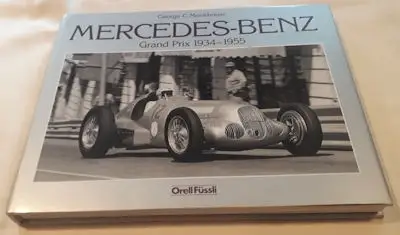 George C. Monkhouse
MERCEDES-BENZ
Grand Prix 1934–1955
Orell Füssli